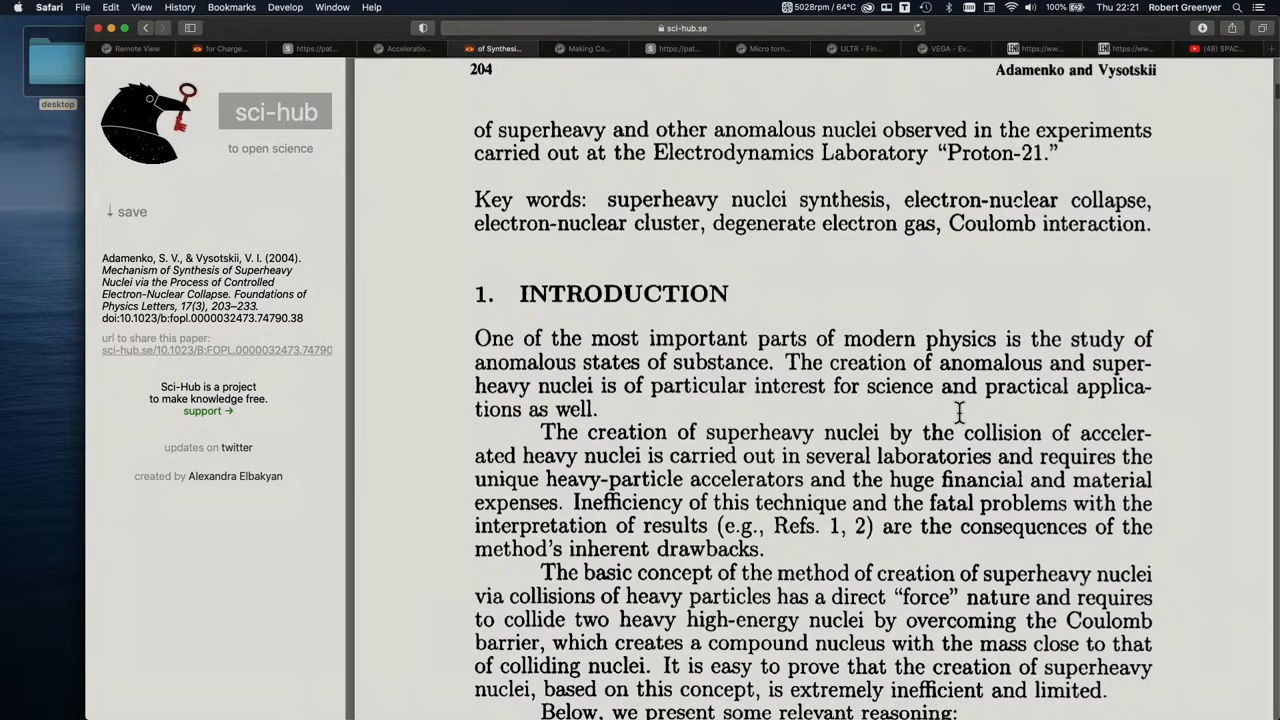 Safari File Edit View History Bookmarks Develop Window Help 5028rpm / 64°C 100% Thu 22:21 Robert Greenyer
sci-hub.se
Remote View for Charge... https://pat... Acceleratio... of Synthesi... Making Co... https://pat... Micro torn... ULTR - Fin... VEGA - Ev... https://ww... https://ww... (48) SPAC...
desktop
sci-hub
to open science
↓ save
Adamenko, S. V., & Vysotskii, V. I. (2004).
Mechanism of Synthesis of Superheavy
Nuclei via the Process of Controlled
Electron-Nuclear Collapse. Foundations of
Physics Letters, 17(3), 203–233.
doi:10.1023/b:fopl.0000032473.74790.38
url to share this paper:
sci-hub.se/10.1023/B:FOPL.0000032473.74790
Sci-Hub is a project
to make knowledge free.
support →
updates on twitter
created by Alexandra Elbakyan
204 Adamenko and Vysotskii
of superheavy and other anomalous nuclei observed in the experiments
carried out at the Electrodynamics Laboratory “Proton-21.”
Key words: superheavy nuclei synthesis, electron-nuclear collapse,
electron-nuclear cluster, degenerate electron gas, Coulomb interaction.
1. INTRODUCTION
One of the most important parts of modern physics is the study of
anomalous states of substance. The creation of anomalous and super-
heavy nuclei is of particular interest for science and practical applica-
tions as well.
The creation of superheavy nuclei by the collision of acceler-
ated heavy nuclei is carried out in several laboratories and requires the
unique heavy-particle accelerators and the huge financial and material
expenses. Inefficiency of this technique and the fatal problems with the
interpretation of results (e.g., Refs. 1, 2) are the consequences of the
method’s inherent drawbacks.
The basic concept of the method of creation of superheavy nuclei
via collisions of heavy particles has a direct “force” nature and requires
to collide two heavy high-energy nuclei by overcoming the Coulomb
barrier, which creates a compound nucleus with the mass close to that
of colliding nuclei. It is easy to prove that the creation of superheavy
nuclei, based on this concept, is extremely inefficient and limited.
Below, we present some relevant reasoning: